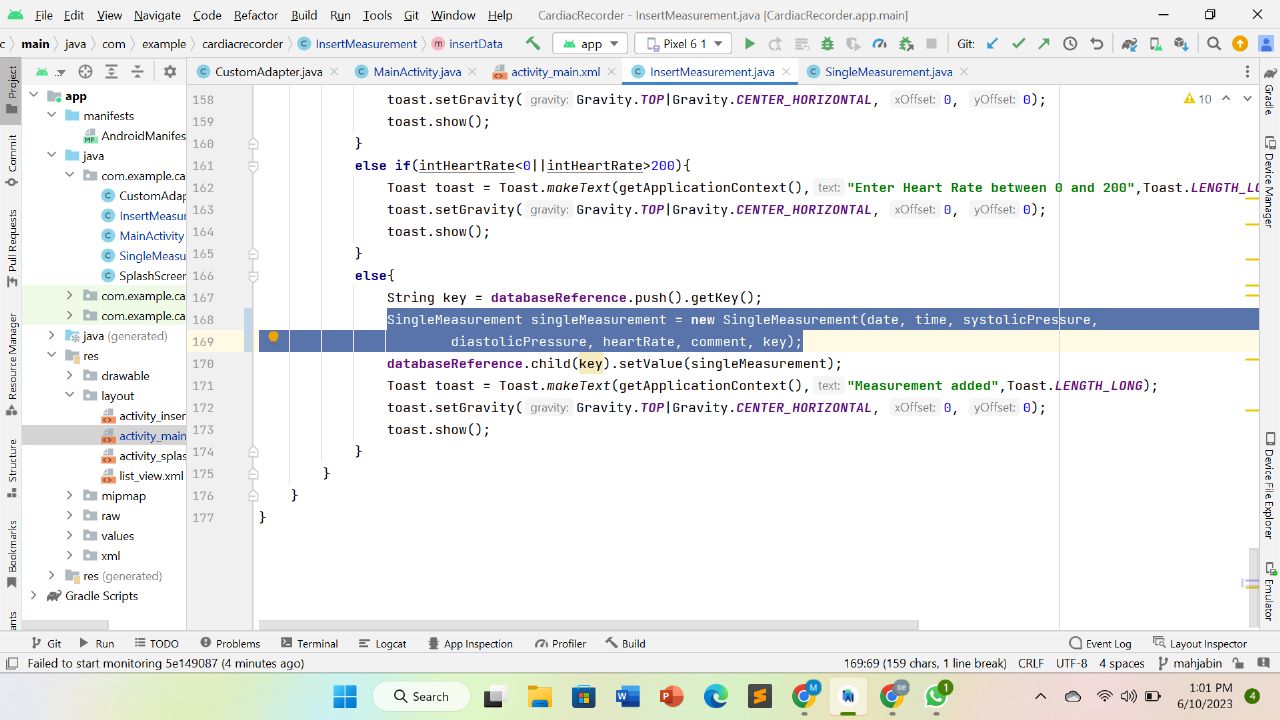 File Edit View Navigate Code Refactor Build Run Tools Git Window Help CardiacRecorder - InsertMeasurement.java [CardiacRecorder.app.main]
main java com example cardiacrecorder InsertMeasurement insertData app Pixel 6 1 Git:
CustomAdapter.java MainActivity.java activity_main.xml InsertMeasurement.java SingleMeasurement.java
Project
Commit
Pull Requests
Resource Manager
Structure
Bookmarks
app
manifests
AndroidManifes
java
com.example.ca
CustomAdap
InsertMeasur
MainActivity
SingleMeasu
SplashScreen
com.example.ca
com.example.ca
java (generated)
res
drawable
layout
activity_inser
activity_main
activity_splas
list_view.xml
mipmap
raw
values
xml
res (generated)
Gradle Scripts
10
158 toast.setGravity( gravity: Gravity.TOP|Gravity.CENTER_HORIZONTAL, xOffset: 0, yOffset: 0);
159 toast.show();
160 }
161 else if(intHeartRate<0||intHeartRate>200){
162 Toast toast = Toast.makeText(getApplicationContext(), text: "Enter Heart Rate between 0 and 200",Toast.LENGTH_LO
163 toast.setGravity( gravity: Gravity.TOP|Gravity.CENTER_HORIZONTAL, xOffset: 0, yOffset: 0);
164 toast.show();
165 }
166 else{
167 String key = databaseReference.push().getKey();
168 SingleMeasurement singleMeasurement = new SingleMeasurement(date, time, systolicPressure,
169 diastolicPressure, heartRate, comment, key);
170 databaseReference.child(key).setValue(singleMeasurement);
171 Toast toast = Toast.makeText(getApplicationContext(), text: "Measurement added",Toast.LENGTH_LONG);
172 toast.setGravity( gravity: Gravity.TOP|Gravity.CENTER_HORIZONTAL, xOffset: 0, yOffset: 0);
173 toast.show();
174 }
175 }
176 }
177 }
Gradle
Device Manager
Device File Explorer
Emulator
Git Run TODO Problems Terminal Logcat App Inspection Profiler Build Event Log Layout Inspector
Failed to start monitoring 5e149087 (4 minutes ago) 169:69 (159 chars, 1 line break) CRLF UTF-8 4 spaces mahjabin
Search
1:01 PM
6/10/2023
4